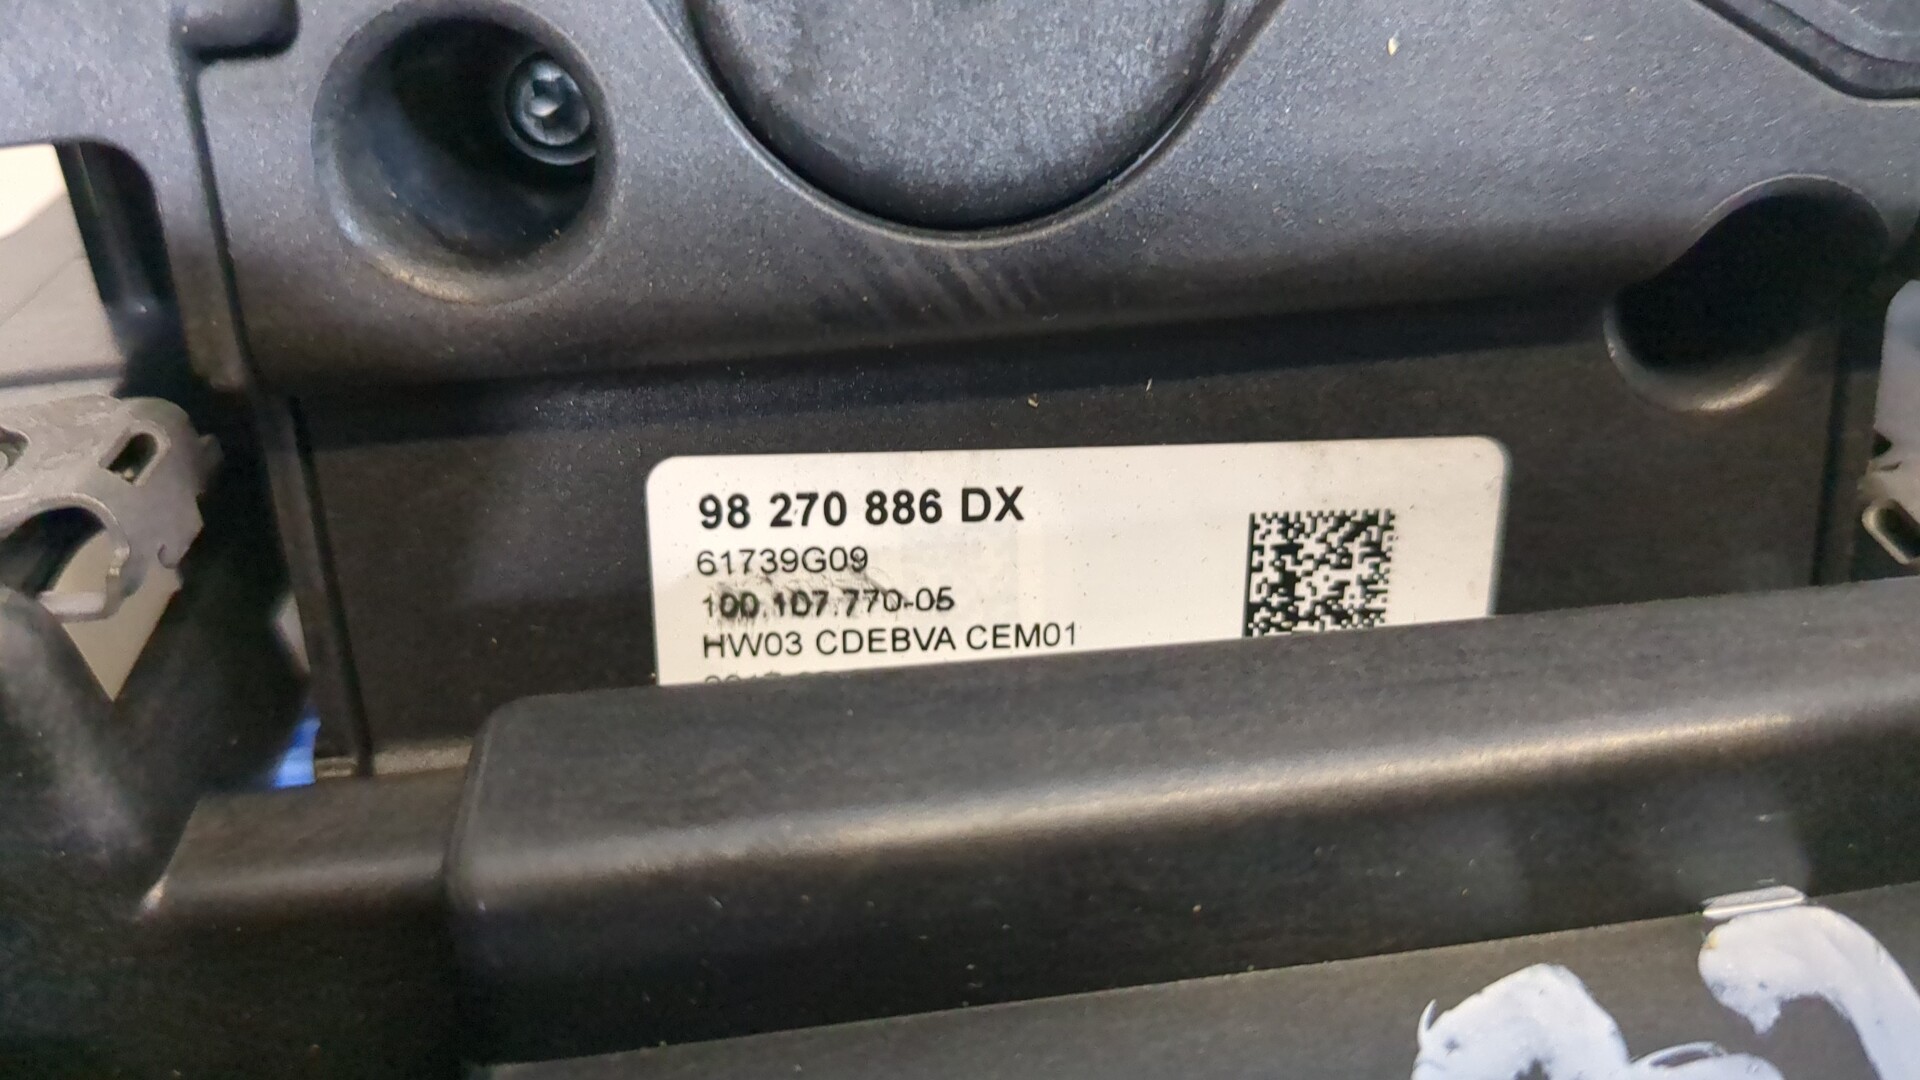 98 270 886 DX
61739G09
100.107.770-05
HW03 CDEBVA CEM01